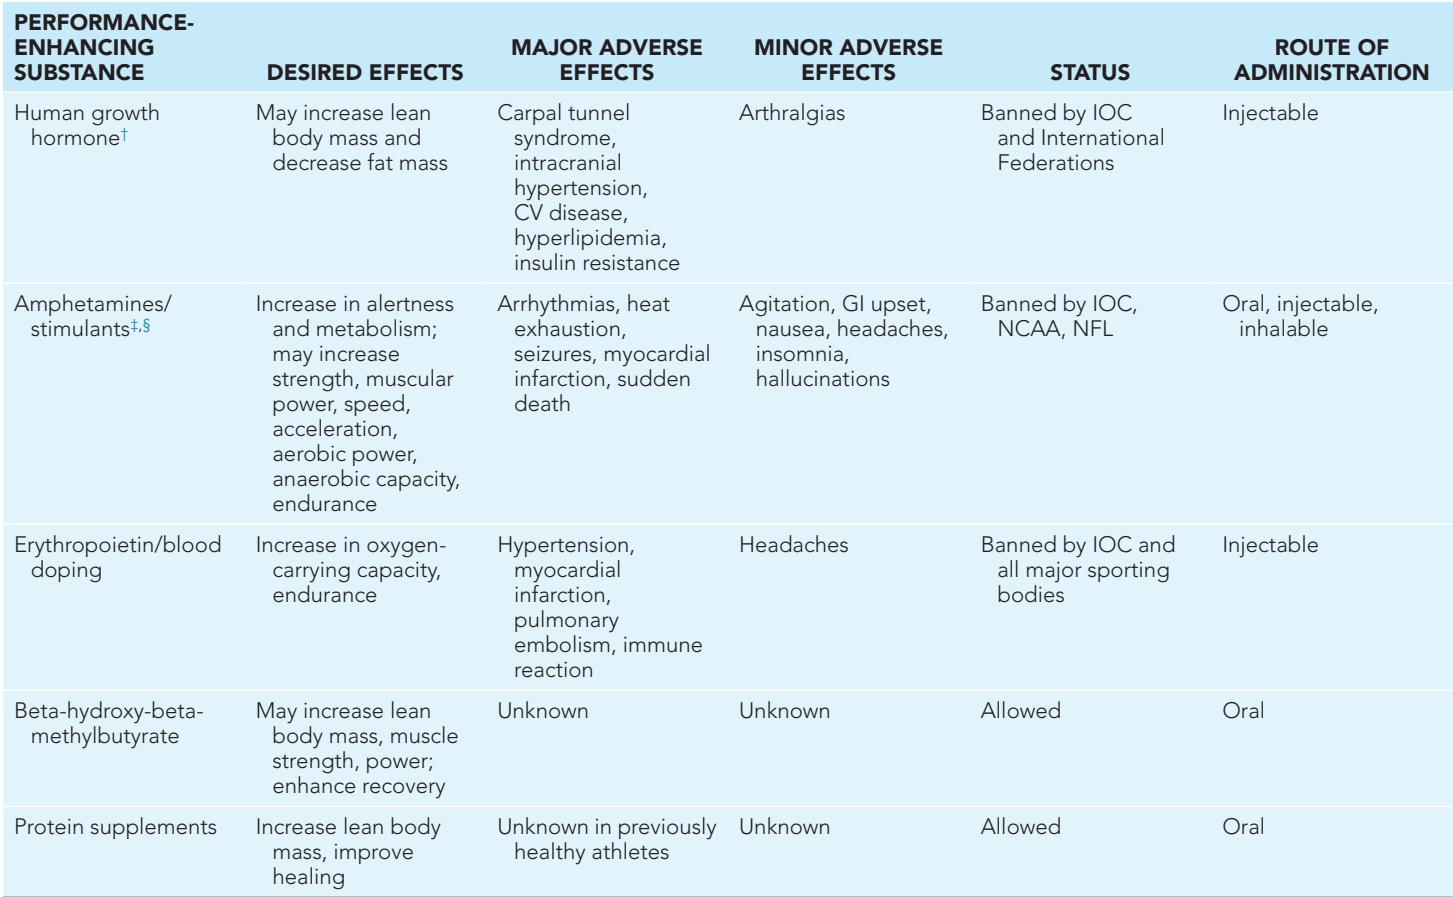 PERFORMANCE-
ENHANCING
SUBSTANCE
DESIRED EFFECTS
MAJOR ADVERSE
EFFECTS
MINOR ADVERSE
EFFECTS
STATUS
ROUTE OF
ADMINISTRATION
Human growth
hormone†
May increase lean
body mass and
decrease fat mass
Carpal tunnel
syndrome,
intracranial
hypertension,
CV disease,
hyperlipidemia,
insulin resistance
Arthralgias
Banned by IOC
and International
Federations
Injectable
Amphetamines/
stimulants‡,§
Increase in alertness
and metabolism;
may increase
strength, muscular
power, speed,
acceleration,
aerobic power,
anaerobic capacity,
endurance
Arrhythmias, heat
exhaustion,
seizures, myocardial
infarction, sudden
death
Agitation, GI upset,
nausea, headaches,
insomnia,
hallucinations
Banned by IOC,
NCAA, NFL
Oral, injectable,
inhalable
Erythropoietin/blood
doping
Increase in oxygen-
carrying capacity,
endurance
Hypertension,
myocardial
infarction,
pulmonary
embolism, immune
reaction
Headaches
Banned by IOC and
all major sporting
bodies
Injectable
Beta-hydroxy-beta-
methylbutyrate
May increase lean
body mass, muscle
strength, power;
enhance recovery
Unknown
Unknown
Allowed
Oral
Protein supplements
Increase lean body
mass, improve
healing
Unknown in previously
healthy athletes
Unknown
Allowed
Oral